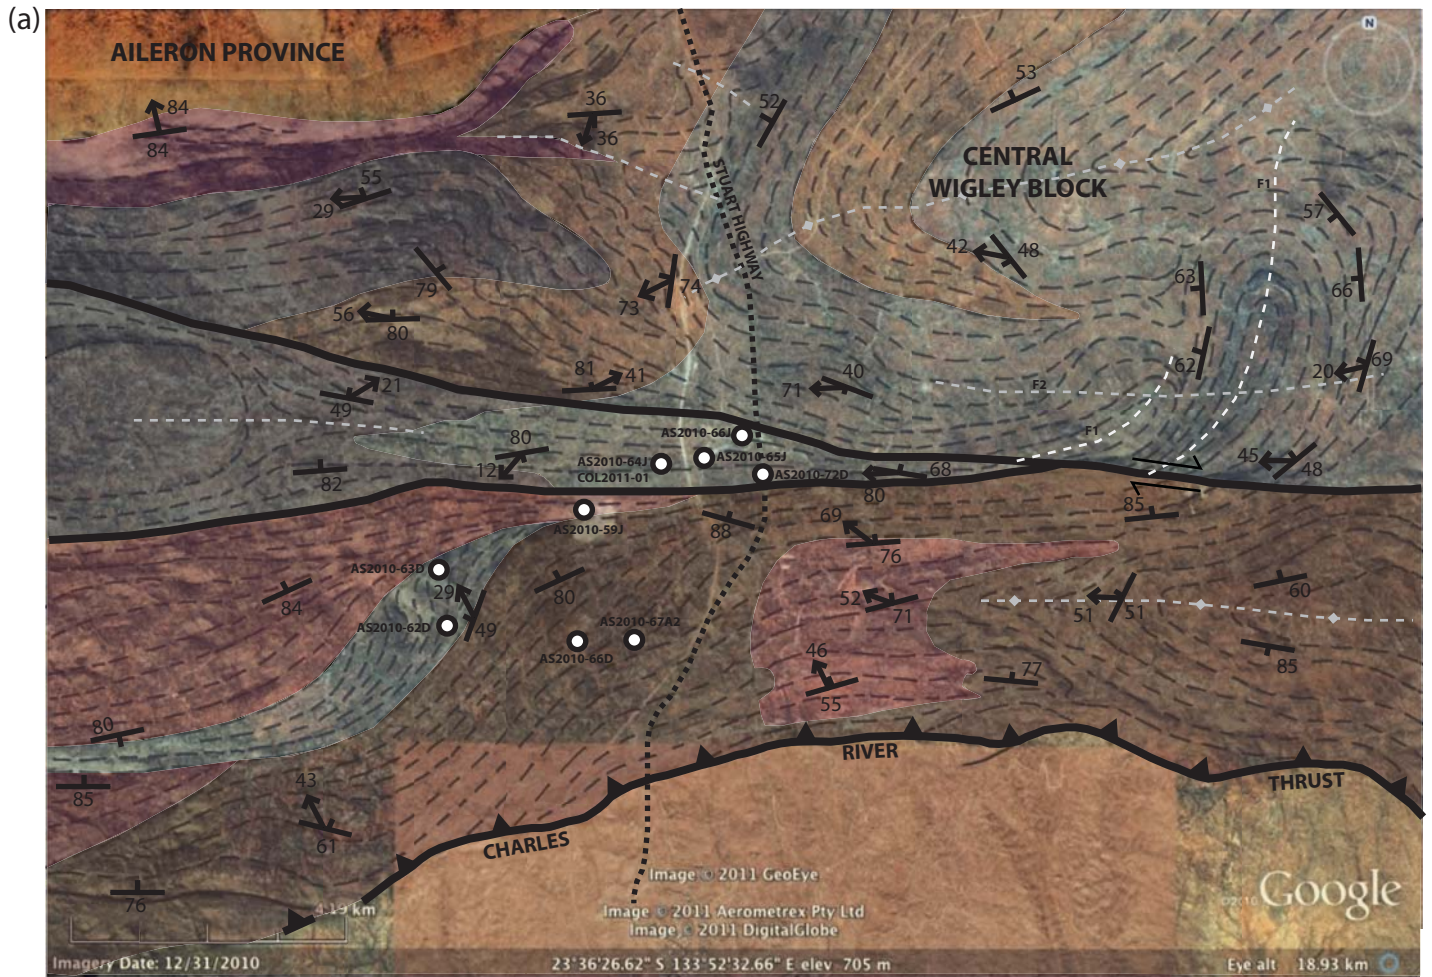 (a)
N
AILERON PROVINCE
CENTRAL
WIGLEY BLOCK
STUART HIGHWAY
84
84
36
36
52
53
55
29
F1
57
42
48
79
73
74
63
66
56
80
62
20
69
81
41
21
49
71
40
F2
F1
80
12
82
AS2010-66J
AS2010-64J
COL2011-01
AS2010-65J
AS2010-72D
68
80
45
48
85
AS2010-59J
88
69
76
AS2010-63D
29
84
80
52
71
51
51
60
AS2010-62D
49
AS2010-67A2
AS2010-66D
46
55
77
85
80
85
43
61
76
CHARLES
RIVER
THRUST
4.19 km
Image © 2011 GeoEye
Image © 2011 Aerometrex Pty Ltd
Image © 2011 DigitalGlobe
©2010 Google
Imagery Date: 12/31/2010
23°36'26.62" S 133°52'32.66" E elev 705 m
Eye alt 18.93 km